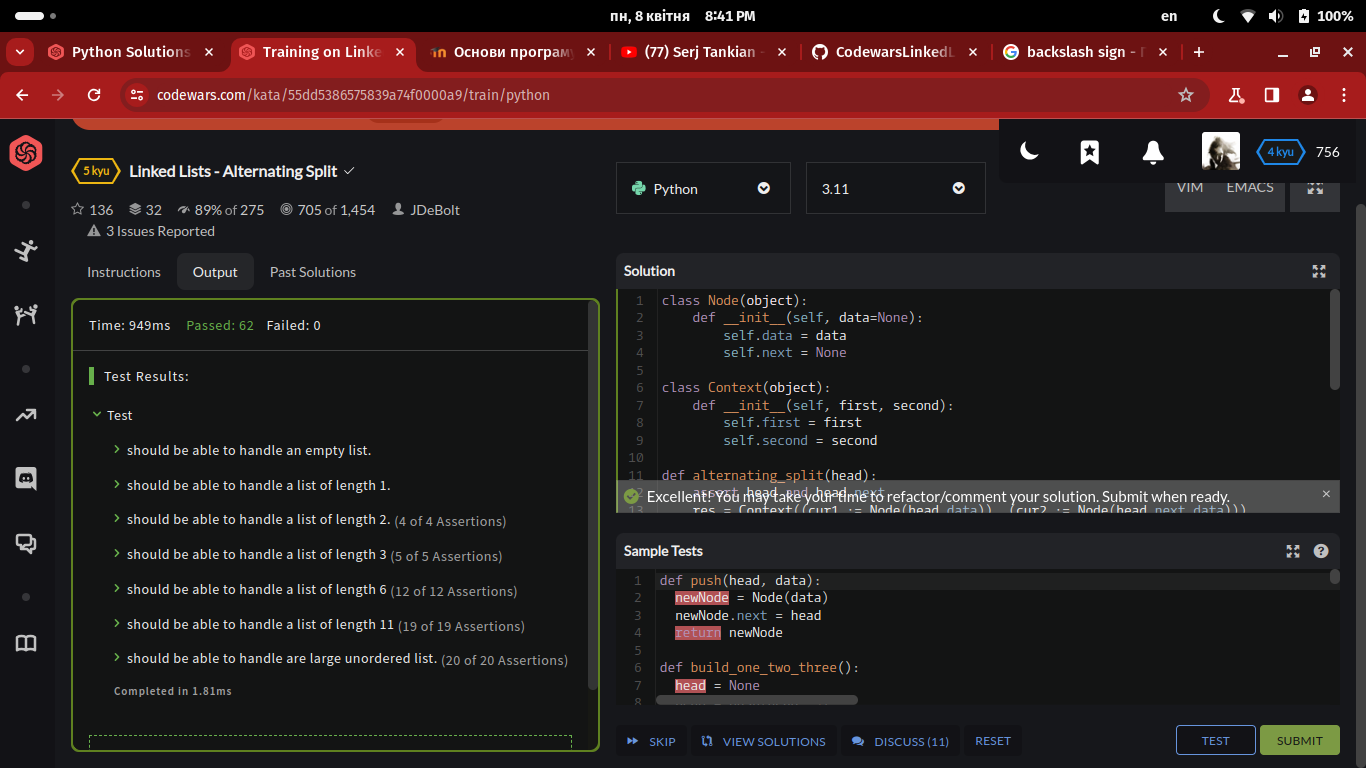 пн, 8 квітня 8:41 PM
en
100%
Python Solutions
Training on Linke
Основи програм
(77) Serj Tankian -
CodewarsLinkedL
backslash sign - П
codewars.com/kata/55dd5386575839a74f0000a9/train/python
5 kyu
Linked Lists - Alternating Split
136 32 89% of 275 705 of 1,454 JDeBolt
3 Issues Reported
Python
3.11
4 kyu
756
VIM EMACS
Instructions Output Past Solutions
Time: 949ms Passed: 62 Failed: 0
Test Results:
Test
should be able to handle an empty list.
should be able to handle a list of length 1.
should be able to handle a list of length 2. (4 of 4 Assertions)
should be able to handle a list of length 3 (5 of 5 Assertions)
should be able to handle a list of length 6 (12 of 12 Assertions)
should be able to handle a list of length 11 (19 of 19 Assertions)
should be able to handle are large unordered list. (20 of 20 Assertions)
Completed in 1.81ms
Solution
1 class Node(object):
2 def __init__(self, data=None):
3 self.data = data
4 self.next = None
5
6 class Context(object):
7 def __init__(self, first, second):
8 self.first = first
9 self.second = second
10
11 def alternating_split(head):
assert head and head.next
Excellent! You may take your time to refactor/comment your solution. Submit when ready.
13 res = Context((cur1 := Node(head.data)), (cur2 := Node(head.next.data)))
Sample Tests
1 def push(head, data):
2 newNode = Node(data)
3 newNode.next = head
4 return newNode
5
6 def build_one_two_three():
7 head = None
8
SKIP VIEW SOLUTIONS DISCUSS (11) RESET TEST SUBMIT